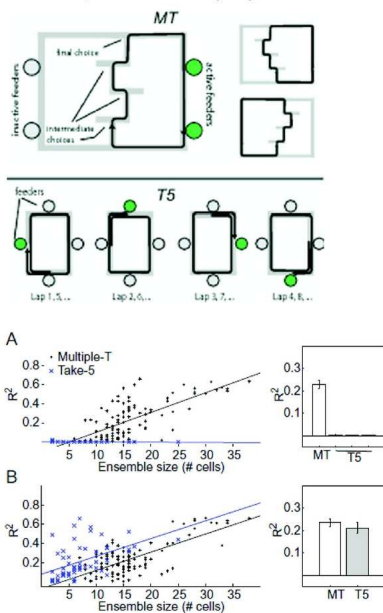 MT
final choice
inactive feeders
active feeders
intermediate
choices
T5
feeders
Lap 1, 5, ...
Lap 2, 6, ...
Lap 3, 7, ...
Lap 4, 8, ...
A
Multiple-T
Take-5
R²
0.8
0.6
0.4
0.2
5 10 15 20 25 30 35
Ensemble size (# cells)
R²
0.3
0.2
0.1
MT T5
B
R²
0.8
0.6
0.4
0.2
5 10 15 20 25 30 35
Ensemble size (# cells)
R²
0.3
0.2
0.1
MT T5